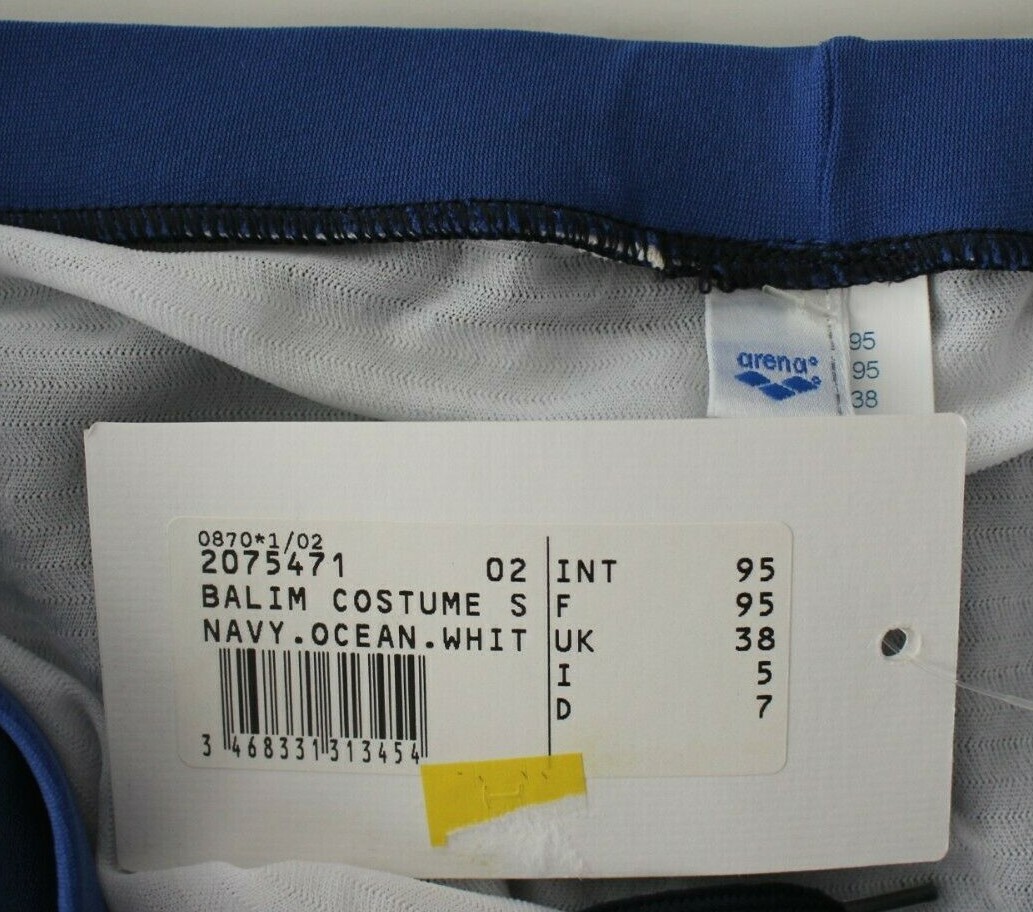 arena
95
95
38
0870*1/02
2075471 02
BALIM COSTUME S
NAVY.OCEAN.WHIT
3 468331 313454
INT 95
F 95
UK 38
I 5
D 7